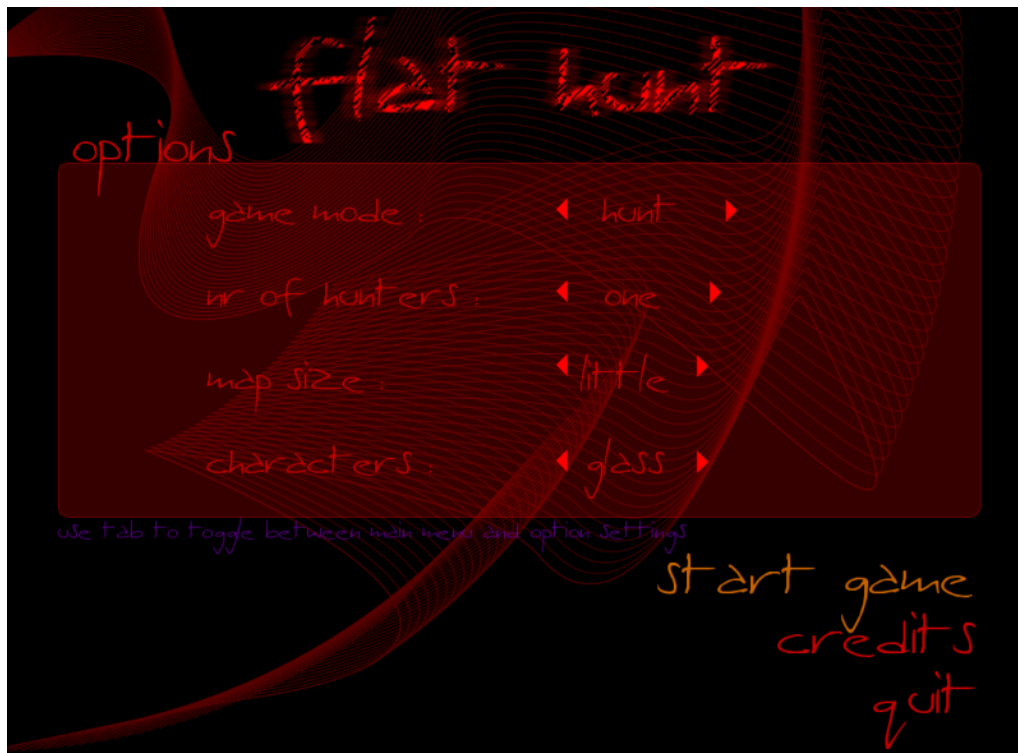 flat hunt
options
game mode : hunt
nr of hunters : one
map size : little
characters : glass
use tab to toggle between main menu and option settings
start game
credits
quit